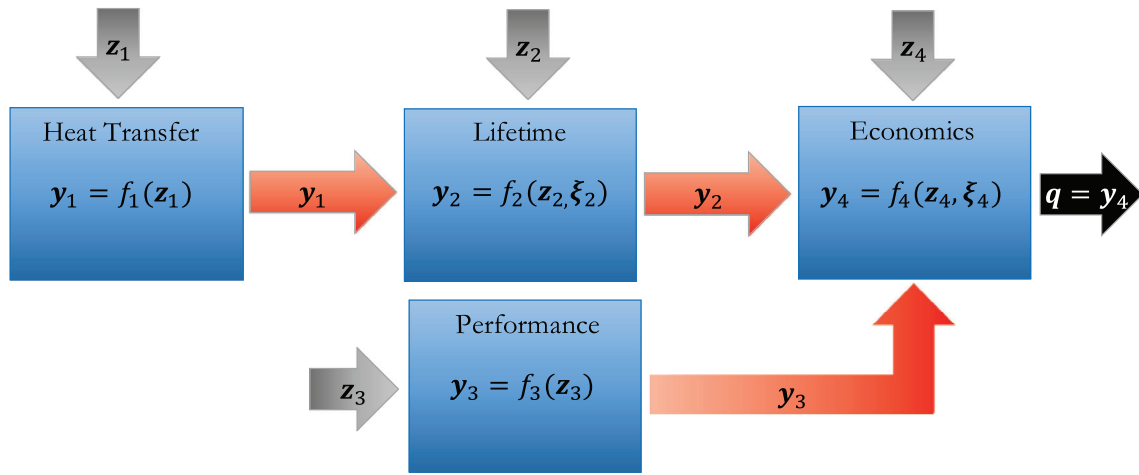 z₁
z₂
z₄
Heat Transfer
y₁ = f₁(z₁)
y₁
Lifetime
y₂ = f₂(z₂,ξ₂)
y₂
Economics
y₄ = f₄(z₄, ξ₄)
q = y₄
z₃
Performance
y₃ = f₃(z₃)
y₃